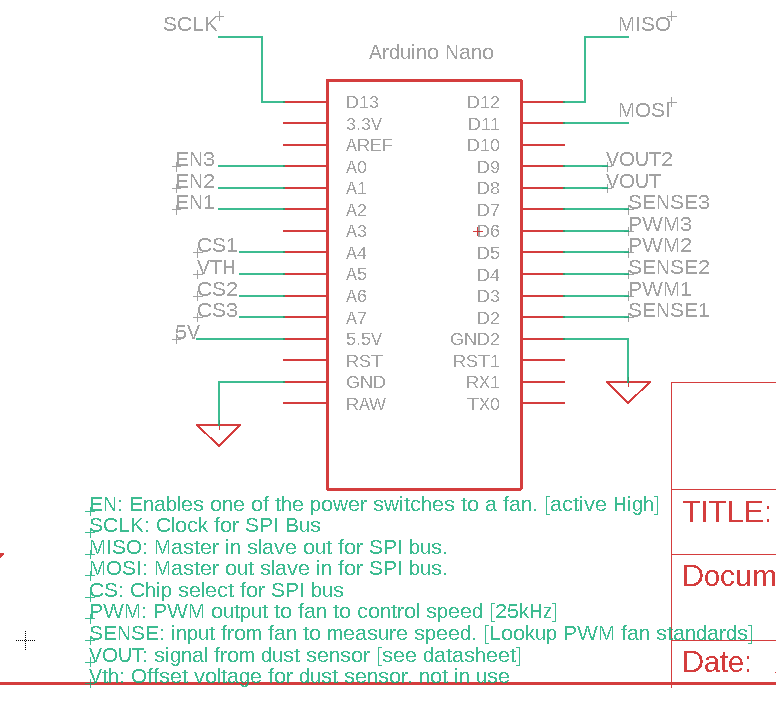 SCLK
MISO
Arduino Nano
MOSI
D13
D12
3.3V
D11
AREF
D10
EN3
A0
D9
VOUT2
EN2
A1
D8
VOUT
EN1
A2
D7
SENSE3
A3
D6
PWM3
CS1
A4
D5
PWM2
VTH
A5
D4
SENSE2
CS2
A6
D3
PWM1
CS3
A7
D2
SENSE1
5V
5.5V
GND2
RST
RST1
GND
RX1
RAW
TX0
EN: Enables one of the power switches to a fan. [active High]
SCLK: Clock for SPI Bus
MISO: Master in slave out for SPI bus.
MOSI: Master out slave in for SPI bus.
CS: Chip select for SPI bus
PWM: PWM output to fan to control speed [25kHz]
SENSE: input from fan to measure speed. [Lookup PWM fan standards]
VOUT: signal from dust sensor [see datasheet]
Vth: Offset voltage for dust sensor, not in use
TITLE:
Docum
Date: